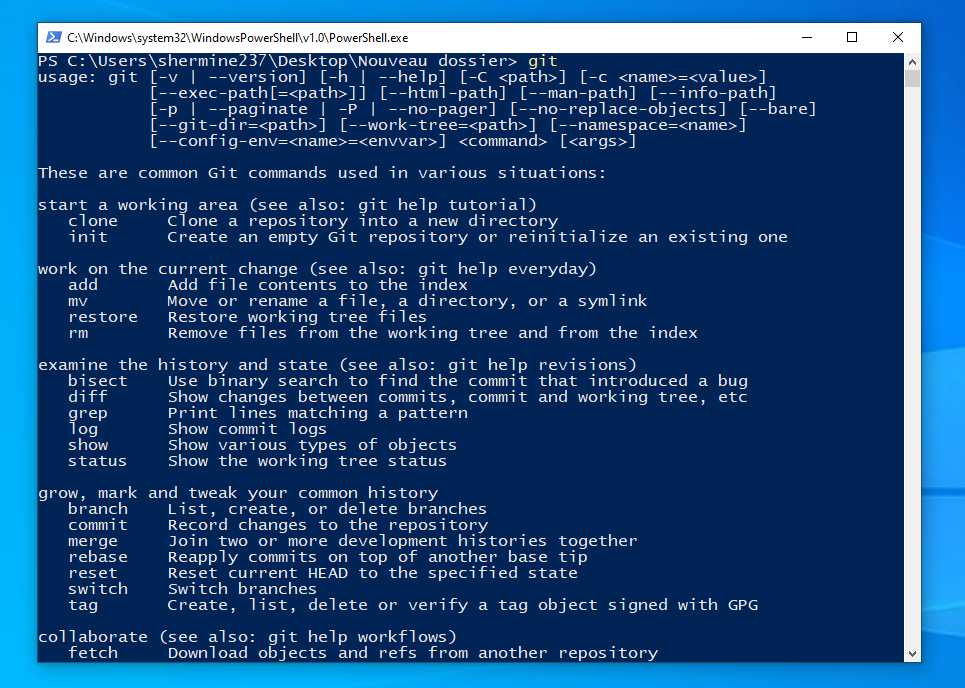 C:\Windows\system32\WindowsPowerShell\v1.0\PowerShell.exe
PS C:\Users\shermine237\Desktop\Nouveau dossier> git
usage: git [-v | --version] [-h | --help] [-C <path>] [-c <name>=<value>]
           [--exec-path[=<path>]] [--html-path] [--man-path] [--info-path]
           [-p | --paginate | -P | --no-pager] [--no-replace-objects] [--bare]
           [--git-dir=<path>] [--work-tree=<path>] [--namespace=<name>]
           [--config-env=<name>=<envvar>] <command> [<args>]

These are common Git commands used in various situations:

start a working area (see also: git help tutorial)
   clone     Clone a repository into a new directory
   init      Create an empty Git repository or reinitialize an existing one

work on the current change (see also: git help everyday)
   add       Add file contents to the index
   mv        Move or rename a file, a directory, or a symlink
   restore   Restore working tree files
   rm        Remove files from the working tree and from the index

examine the history and state (see also: git help revisions)
   bisect    Use binary search to find the commit that introduced a bug
   diff      Show changes between commits, commit and working tree, etc
   grep      Print lines matching a pattern
   log       Show commit logs
   show      Show various types of objects
   status    Show the working tree status

grow, mark and tweak your common history
   branch    List, create, or delete branches
   commit    Record changes to the repository
   merge     Join two or more development histories together
   rebase    Reapply commits on top of another base tip
   reset     Reset current HEAD to the specified state
   switch    Switch branches
   tag       Create, list, delete or verify a tag object signed with GPG

collaborate (see also: git help workflows)
   fetch     Download objects and refs from another repository